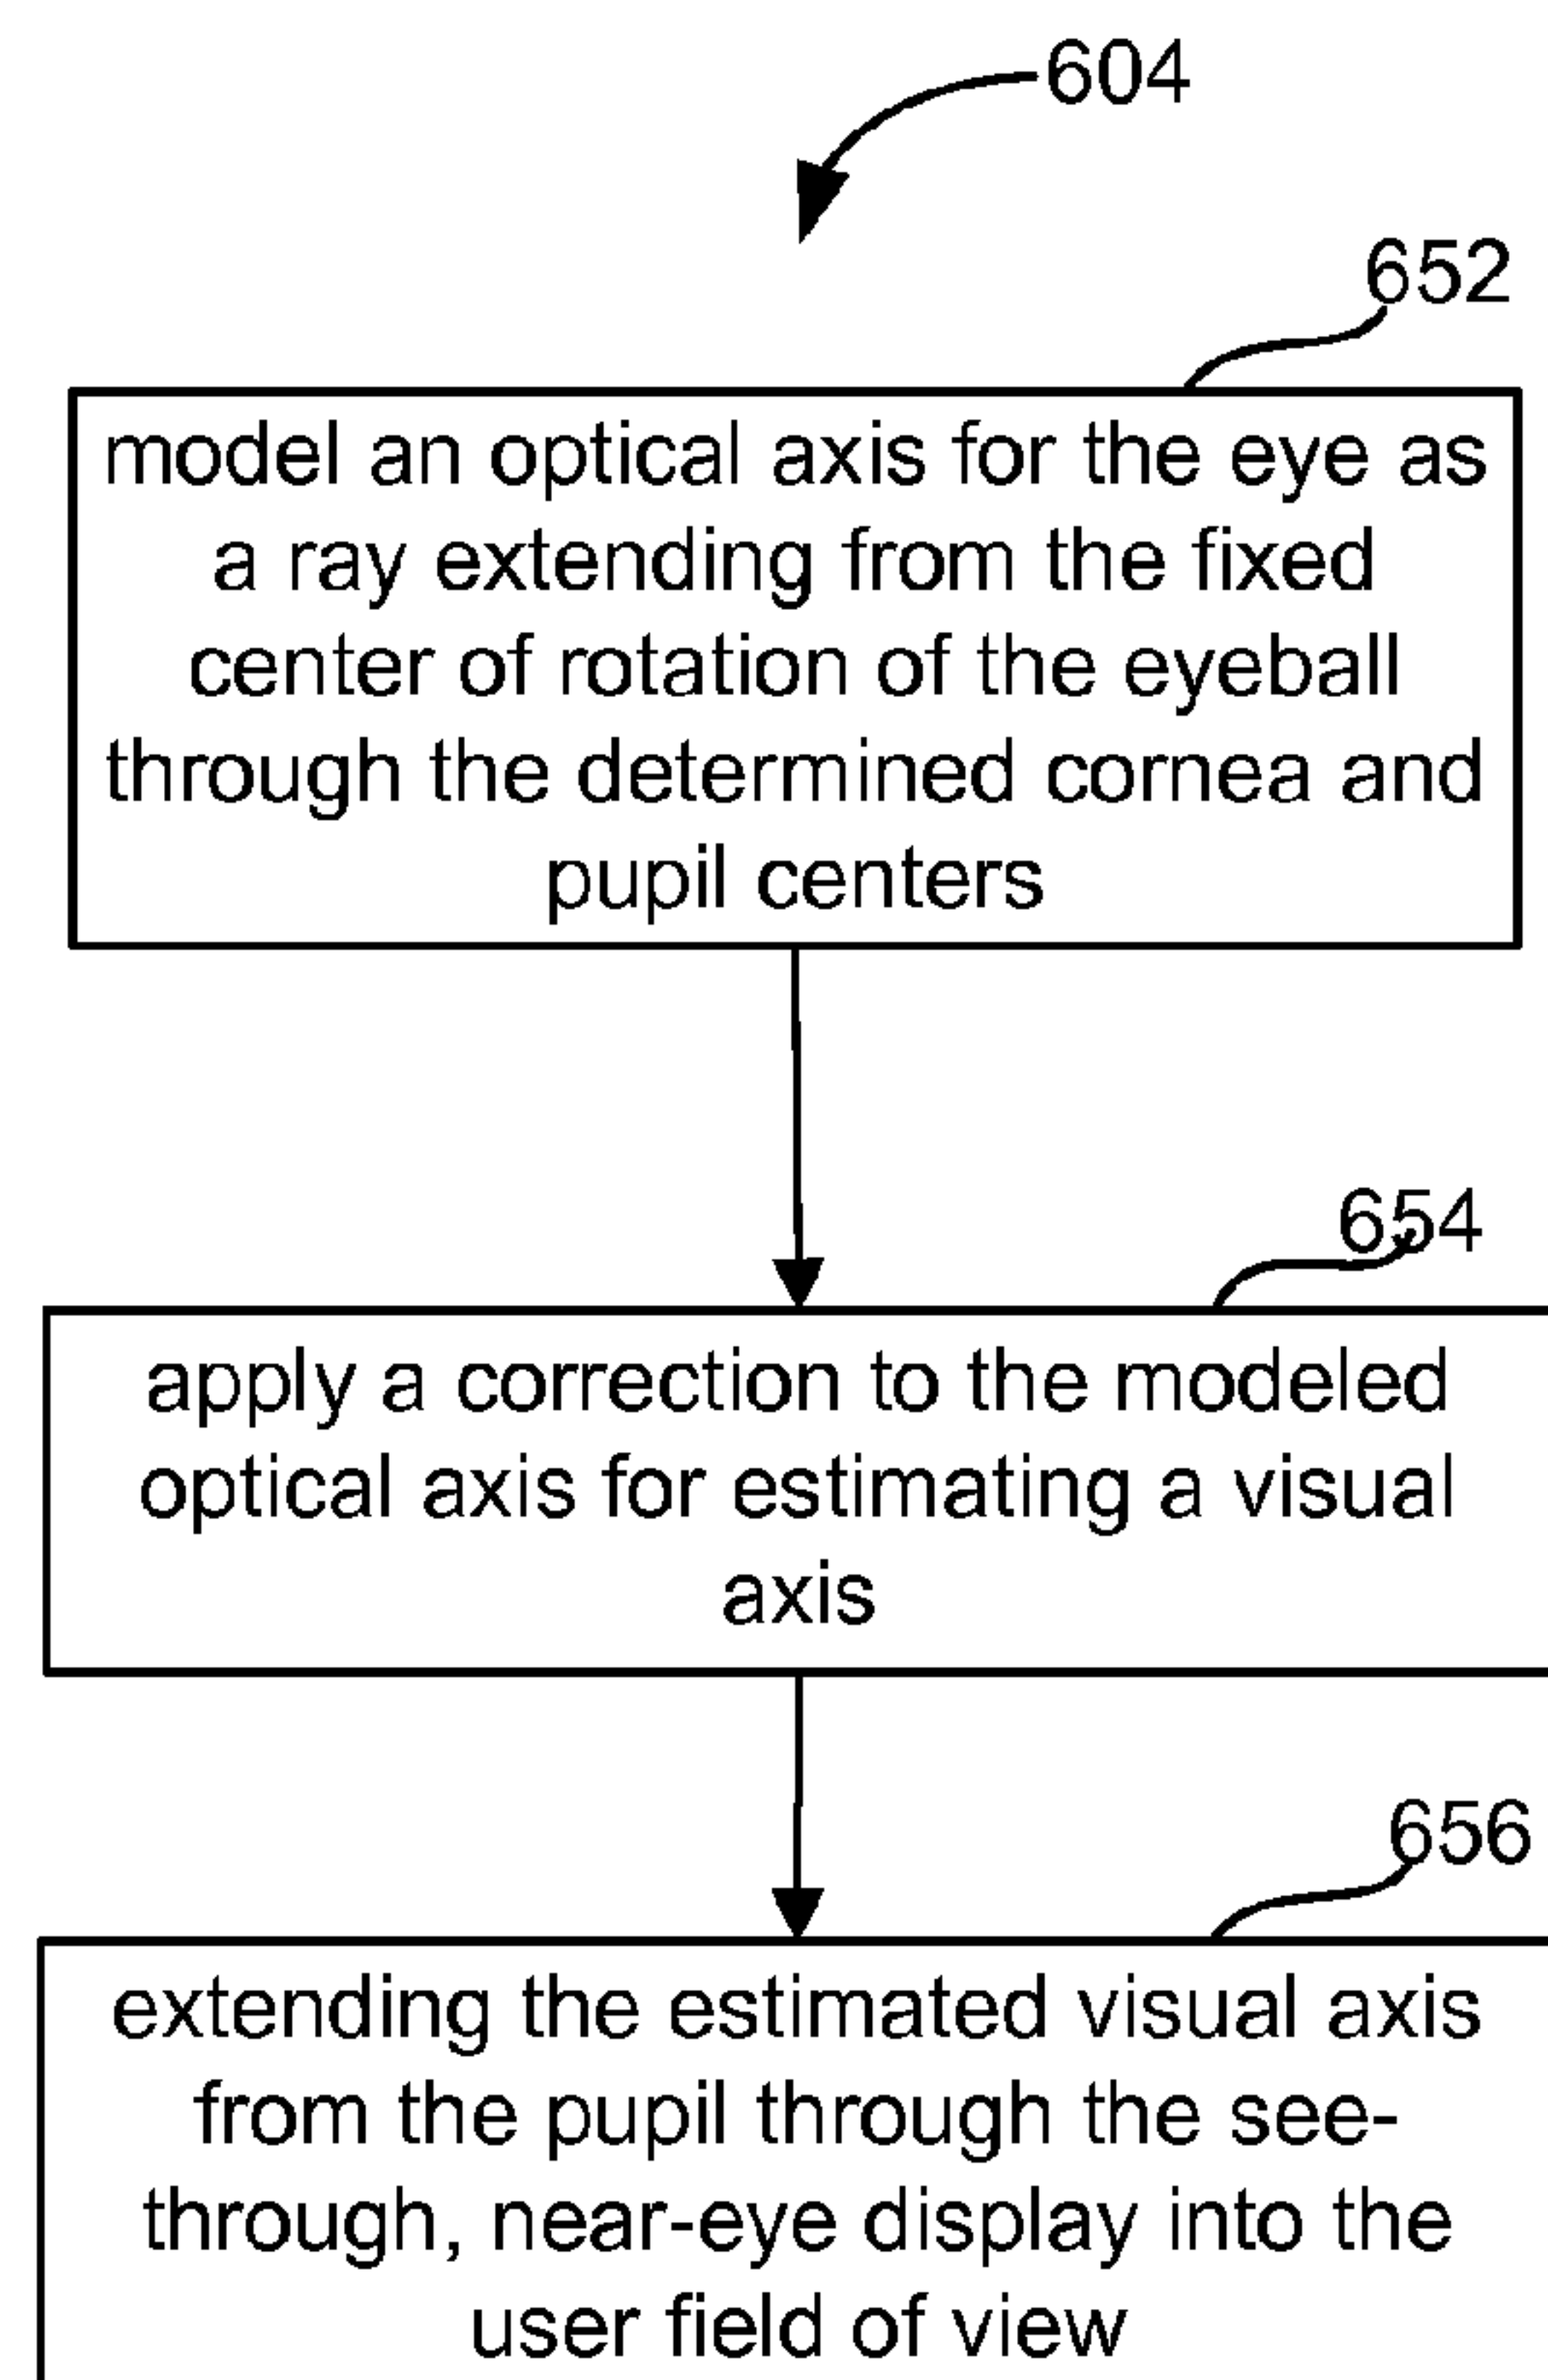 604
652
model an optical axis for the eye as
a ray extending from the fixed
center of rotation of the eyeball
through the determined cornea and
pupil centers
654
apply a correction to the modeled
optical axis for estimating a visual
axis
656
extending the estimated visual axis
from the pupil through the see-
through, near-eye display into the
user field of view